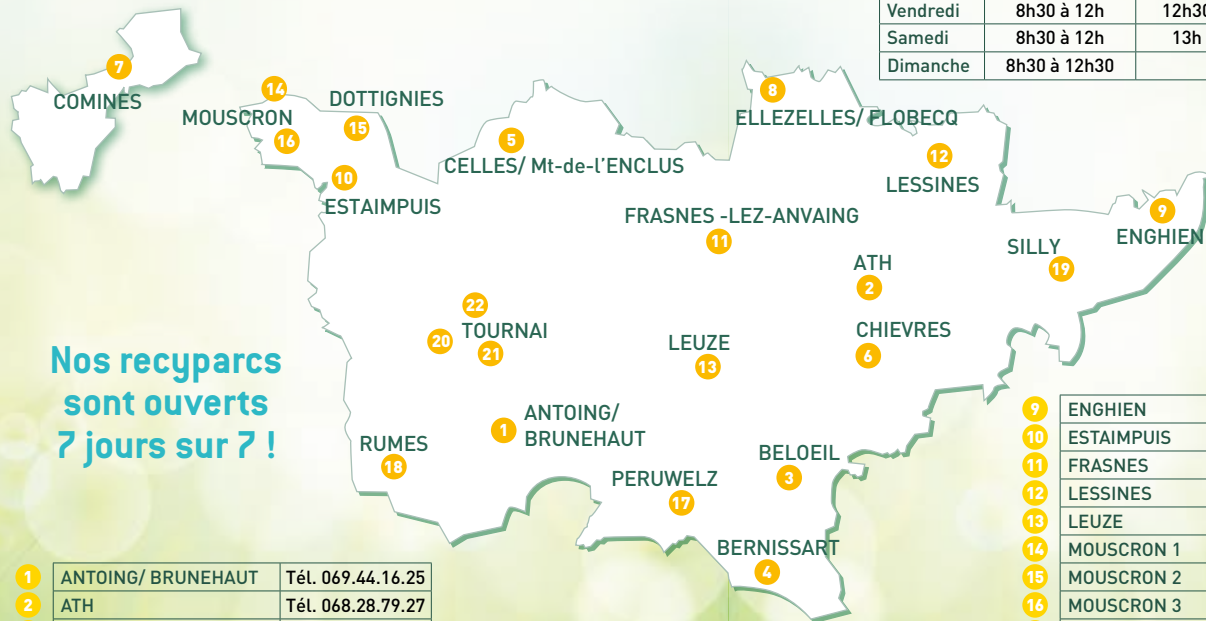 Vendredi 8h30 à 12h 12h30
Samedi 8h30 à 12h 13h
Dimanche 8h30 à 12h30
7
COMINES
14
MOUSCRON
16
DOTTIGNIES
15
10
ESTAIMPUIS
5
CELLES/ Mt-de-l'ENCLUS
8
ELLEZELLES/ FLOBECQ
12
LESSINES
9
ENGHIEN
SILLY
19
FRASNES -LEZ-ANVAING
11
ATH
2
CHIEVRES
6
22
TOURNAI
20
21
LEUZE
13
Nos recyparcs
sont ouverts
7 jours sur 7 !
ANTOING/
1
BRUNEHAUT
RUMES
18
BELOEIL
3
PERUWELZ
17
BERNISSART
4
1 ANTOING/ BRUNEHAUT Tél. 069.44.16.25
2 ATH Tél. 068.28.79.27
9 ENGHIEN
10 ESTAIMPUIS
11 FRASNES
12 LESSINES
13 LEUZE
14 MOUSCRON 1
15 MOUSCRON 2
16 MOUSCRON 3